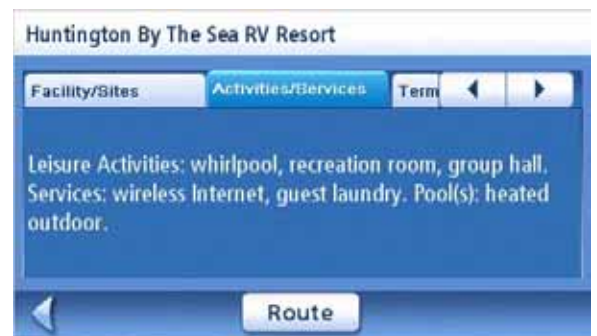 Huntington By The Sea RV Resort
Facility/Sites Activities/Services Term
Leisure Activities: whirlpool, recreation room, group hall.
Services: wireless Internet, guest laundry. Pool(s): heated
outdoor.
Route